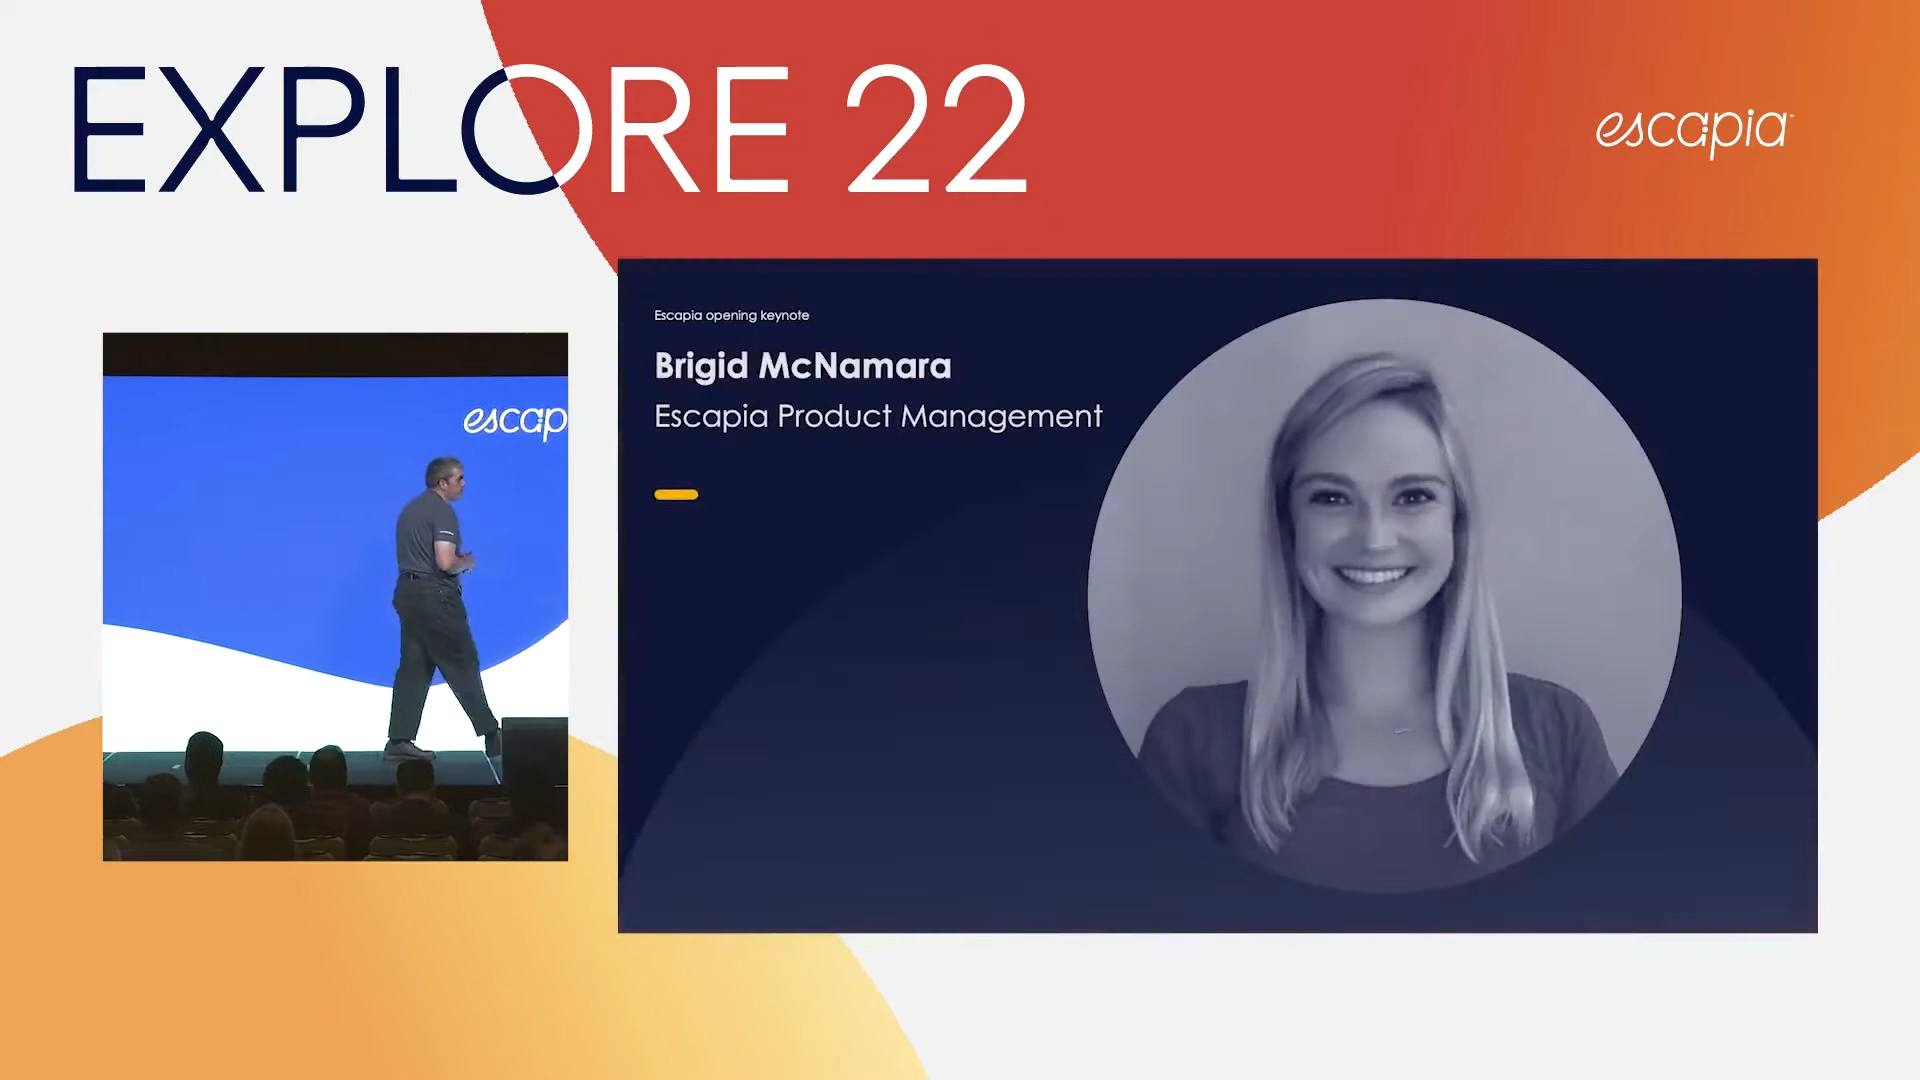 EXPLORE 22
escapia
Escapia opening keynote
Brigid McNamara
Escapia Product Management
escap